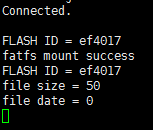 Connected.
FLASH ID = ef4017
fatfs mount success
FLASH ID = ef4017
file size = 50
file date = 0